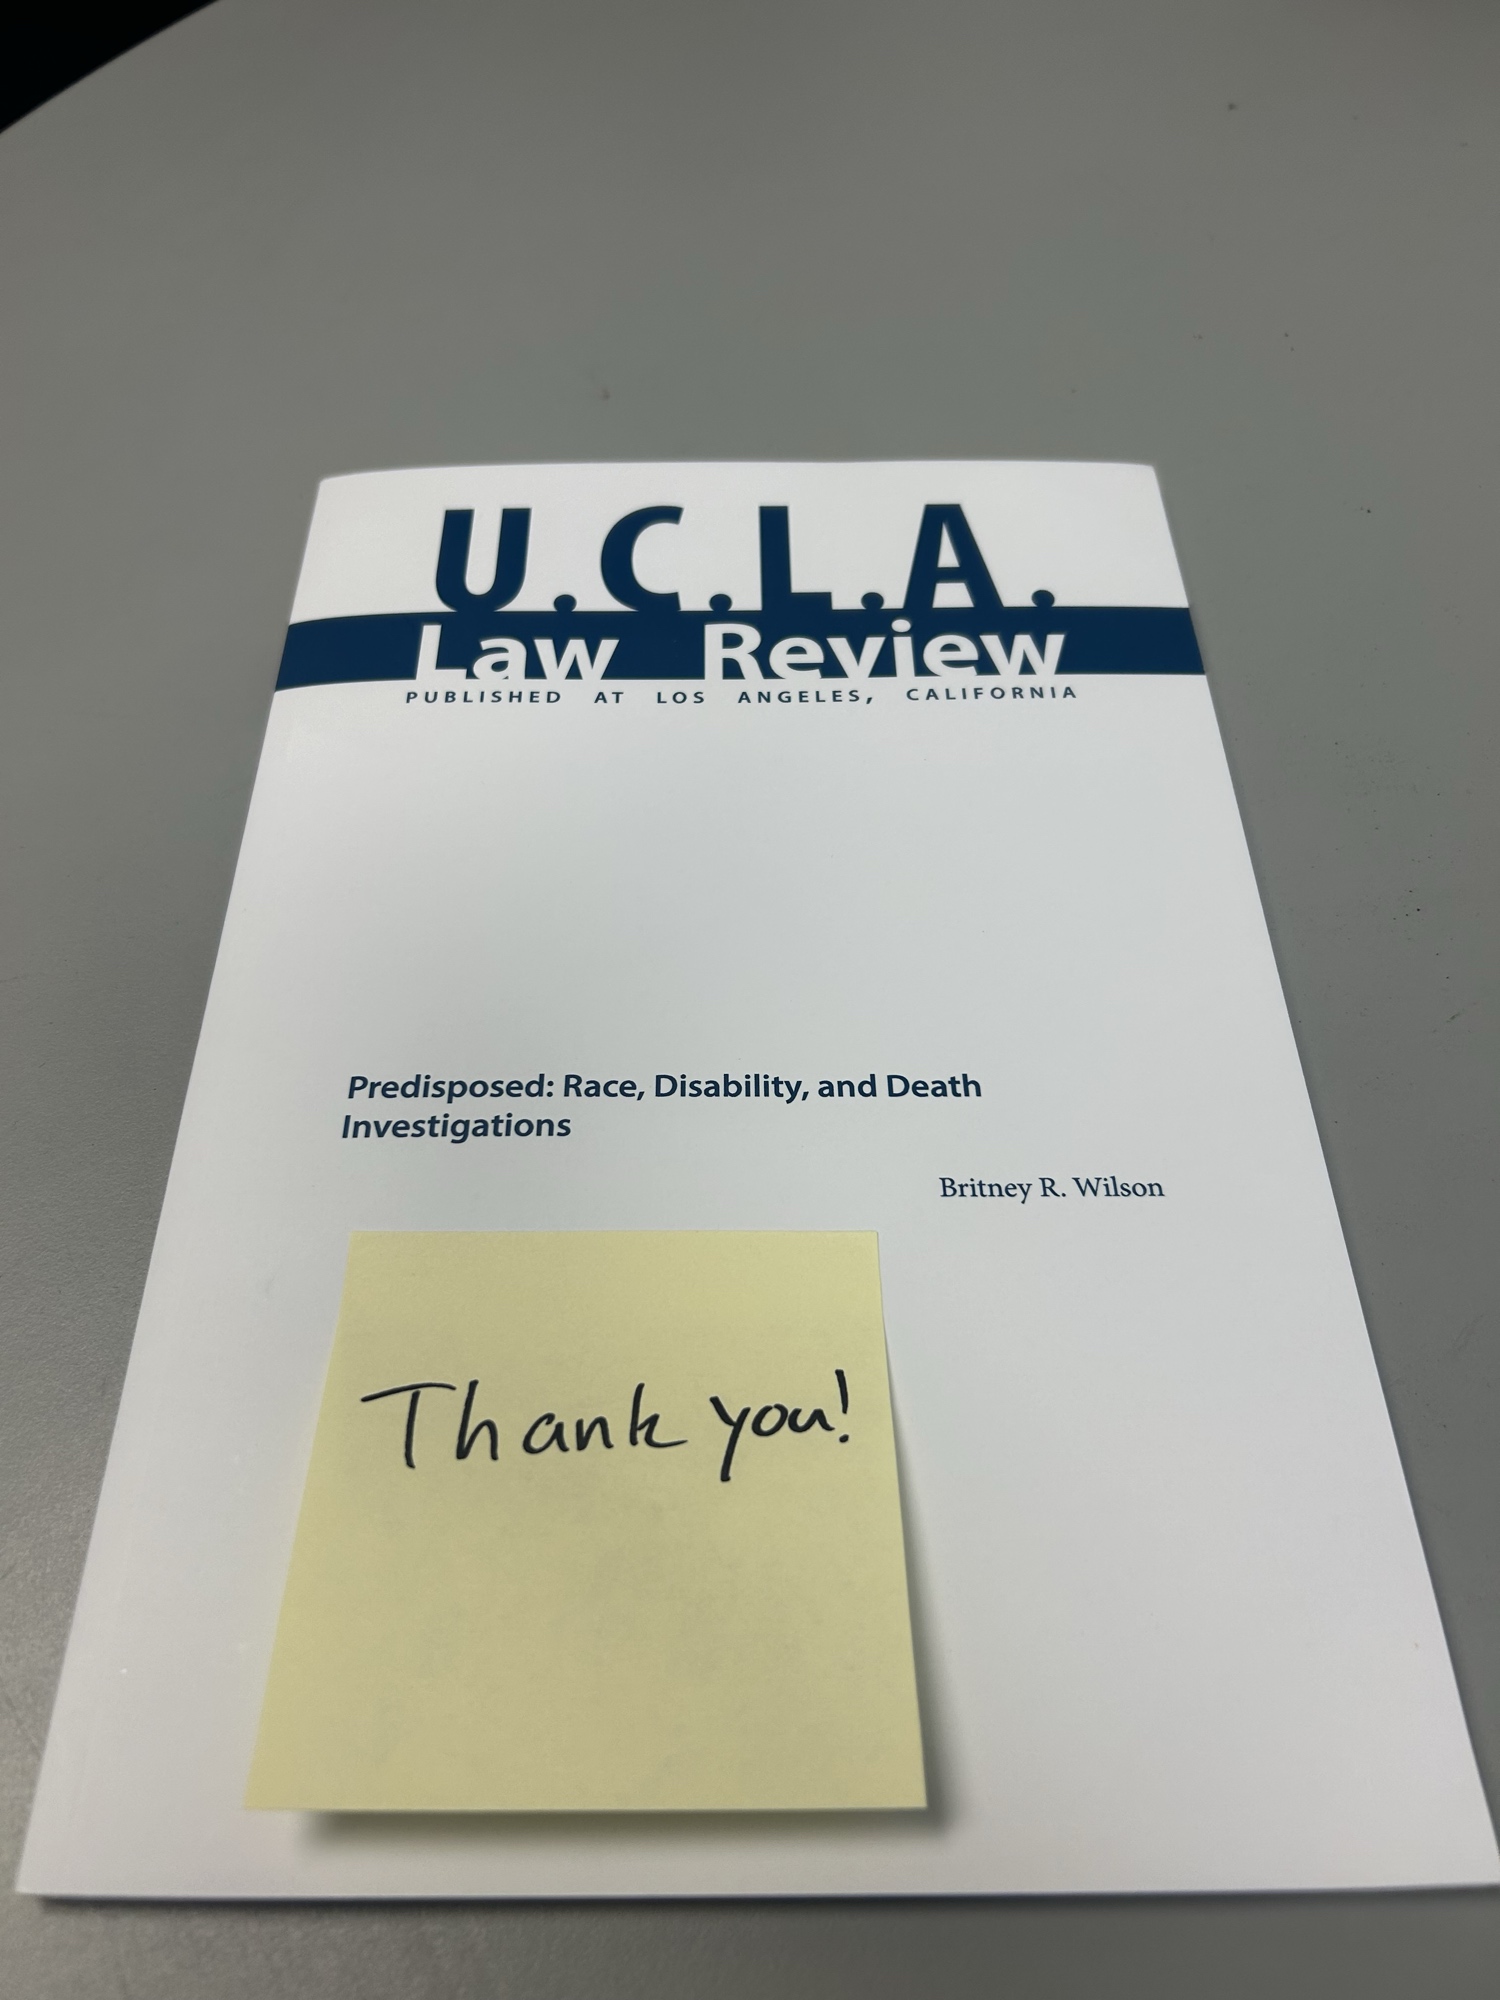 U.C.L.A.
Law Review
PUBLISHED AT LOS ANGELES, CALIFORNIA
Predisposed: Race, Disability, and Death
Investigations
Britney R. Wilson
Thank you!